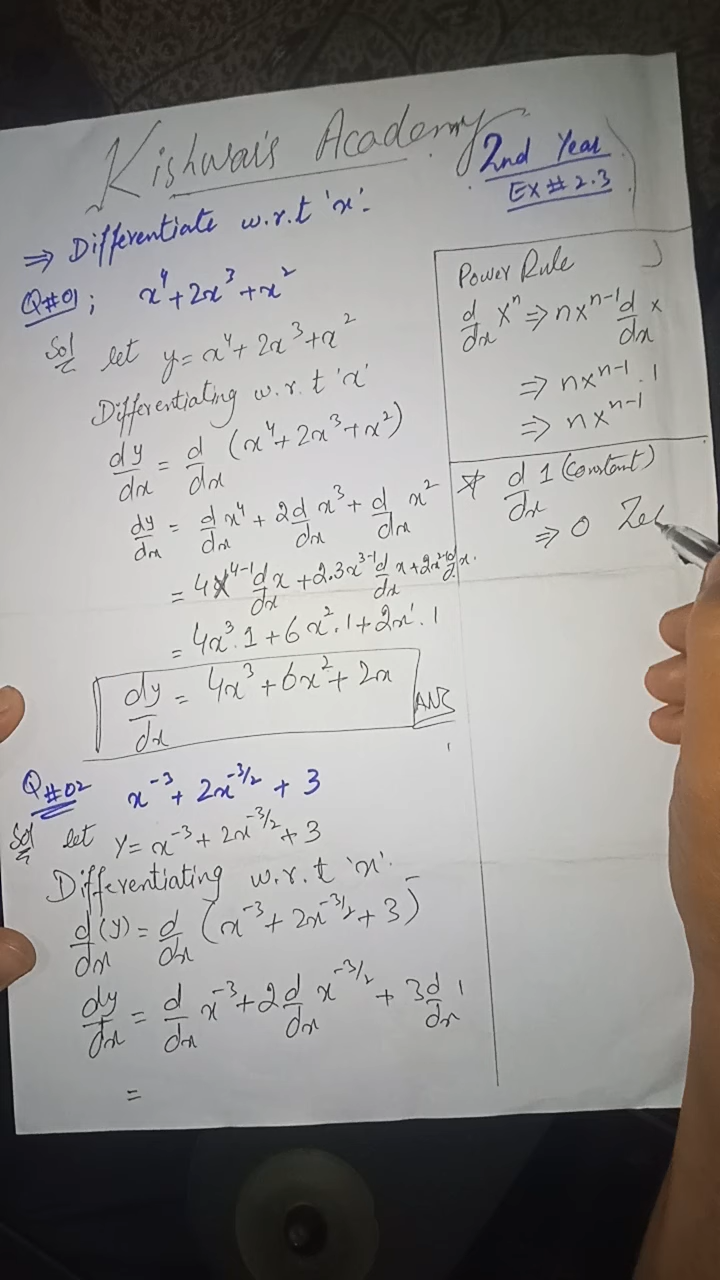 Kishwar's Academy
2nd Year
EX # 2.3
⇒ Differentiate w.r.t 'x'.
Q#01; x⁴+2x³+x²
Sol let y=x⁴+2x³+x²
Differentiating w.r.t 'x'
dy/dx = d/dx (x⁴+2x³+x²)
dy/dx = d/dx x⁴ + 2d/dx x³ + d/dx x²
= 4x⁴⁻¹ d/dx x + 2.3x³⁻¹ d/dx x + 2x²⁻¹ d/dx x.
= 4x³.1 + 6x².1 + 2x¹.1
dy/dx = 4x³+6x²+2x
ANS
Power Rule
d/dx xⁿ ⇒ nxⁿ⁻¹ d/dx x
⇒ nxⁿ⁻¹.1
⇒ nxⁿ⁻¹
* d/dx 1 (Constant)
⇒ 0
Q#02 x⁻³ + 2x^-3/2 + 3
Sol let y= x⁻³ + 2x^-3/2 + 3
Differentiating w.r.t 'x'.
d/dx (y) = d/dx (x⁻³ + 2x^-3/2 + 3)
dy/dx = d/dx x⁻³ + 2d/dx x^-3/2 + 3d/dx 1
=